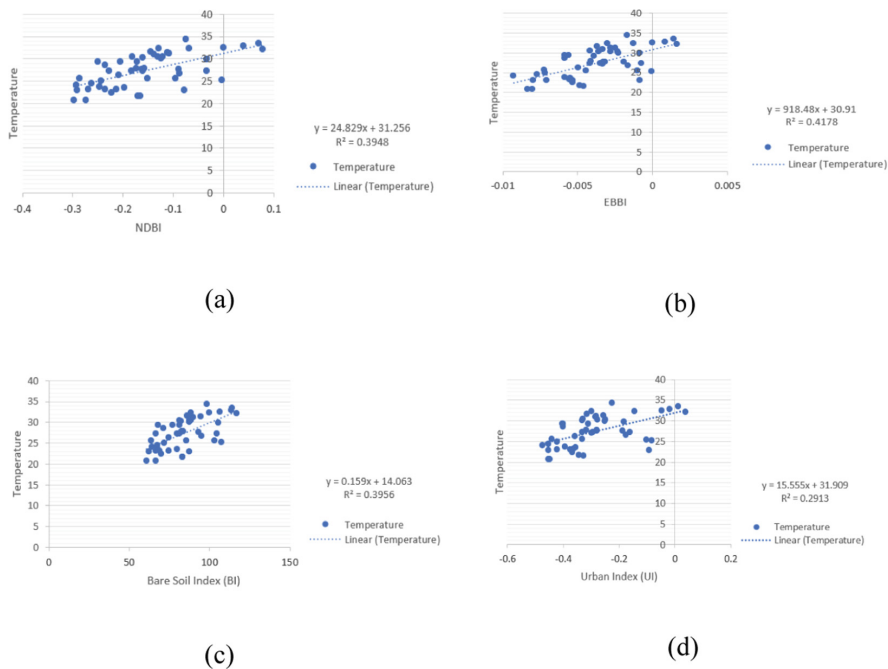 40
35
30
25
20
15
10
5
0
Temperature
-0.4 -0.3 -0.2 -0.1 0 0.1
NDBI
y = 24.829x + 31.256
R² = 0.3948
Temperature
Linear (Temperature)
(a)
40
35
30
25
20
15
10
5
0
Temperature
-0.01 -0.005 0 0.005
EBBI
y = 918.48x + 30.91
R² = 0.4178
Temperature
Linear (Temperature)
(b)
40
35
30
25
20
15
10
5
0
Temperature
0 50 100 150
Bare Soil Index (BI)
y = 0.159x + 14.063
R² = 0.3956
Temperature
Linear (Temperature)
(c)
40
35
30
25
20
15
10
5
0
Temperature
-0.6 -0.4 -0.2 0 0.2
Urban Index (UI)
y = 15.555x + 31.909
R² = 0.2913
Temperature
Linear (Temperature)
(d)